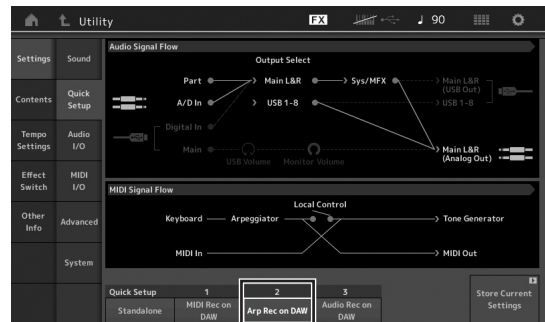 Utility
FX
90
Settings
Sound
Contents
Quick
Setup
Tempo
Settings
Audio
I/O
Effect
Switch
MIDI
I/O
Other
Info
Advanced
System
Audio Signal Flow
Output Select
Part
Main L&R
Sys/MFX
Main L&R
(USB Out)
A/D In
USB 1-8
USB 1-8
Digital In
Main
USB Volume
Monitor Volume
Main L&R
(Analog Out)
MIDI Signal Flow
Local Control
Keyboard
Arpeggiator
Tone Generator
MIDI In
MIDI Out
Quick Setup
1
2
3
Standalone
MIDI Rec on
DAW
Arp Rec on DAW
Audio Rec on
DAW
Store Current
Settings